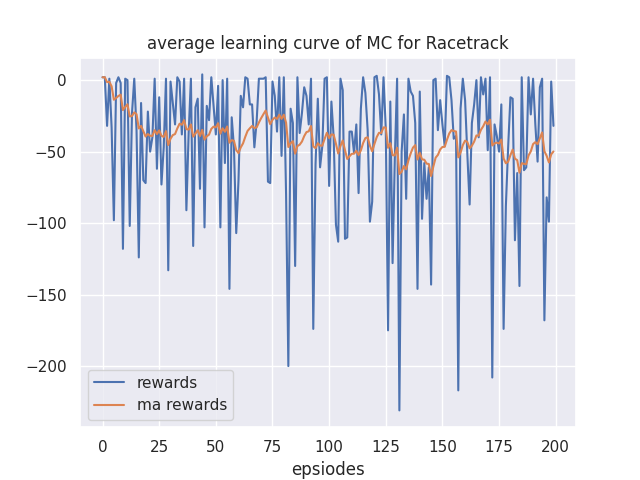 average learning curve of MC for Racetrack
0
−50
−100
−150
−200
rewards
ma rewards
0 25 50 75 100 125 150 175 200
epsiodes